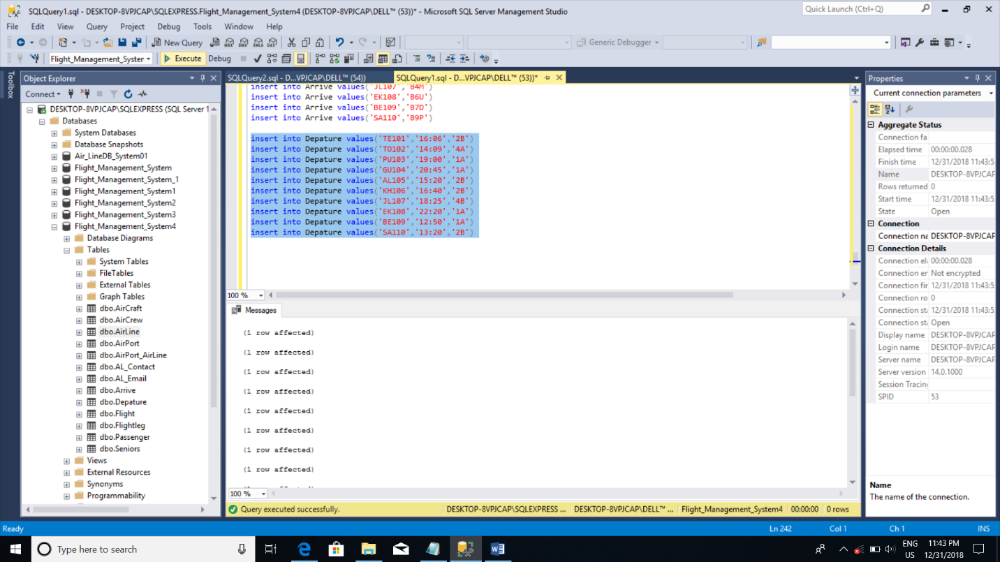 SQLQuery1.sql - DESKTOP-8VPJCAP\SQLEXPRESS.Flight_Management_System4 (DESKTOP-8VPJCAP\DELL™ (53))* - Microsoft SQL Server Management Studio
Quick Launch (Ctrl+Q)
File Edit View Query Project Debug Tools Window Help
New Query
Generic Debugger
Flight_Management_Syster
Execute Debug
Toolbox
Object Explorer
Connect
DESKTOP-8VPJCAP\SQLEXPRESS (SQL Server 1
Databases
System Databases
Database Snapshots
Air_LineDB_System01
Flight_Management_System
Flight_Management_System_1
Flight_Management_System1
Flight_Management_System2
Flight_Management_System3
Flight_Management_System4
Database Diagrams
Tables
System Tables
FileTables
External Tables
Graph Tables
dbo.AirCraft
dbo.AirCrew
dbo.AirLine
dbo.AirPort
dbo.AirPort_AirLine
dbo.AL_Contact
dbo.AL_Email
dbo.Arrive
dbo.Depature
dbo.Flight
dbo.Flightleg
dbo.Passenger
dbo.Seniors
Views
External Resources
Synonyms
Programmability
SQLQuery2.sql - D...VPJCAP\DELL™ (54))
SQLQuery1.sql - D...VPJCAP\DELL™ (53))*
insert into Arrive values('JL107','B4M')
insert into Arrive values('EK108','B6U')
insert into Arrive values('BE109','B7D')
insert into Arrive values('SA110','B9P')
insert into Depature values('TE101','16:06','2B')
insert into Depature values('TO102','14:09','4A')
insert into Depature values('PU103','19:00','1A')
insert into Depature values('GU104','20:45','1A')
insert into Depature values('AL105','15:20','2B')
insert into Depature values('KH106','16:40','2B')
insert into Depature values('JL107','18:25','4B')
insert into Depature values('EK108','22:20','1A')
insert into Depature values('BE109','12:50','1A')
insert into Depature values('SA110','13:20','2B')
100 %
Messages
(1 row affected)
(1 row affected)
(1 row affected)
(1 row affected)
(1 row affected)
(1 row affected)
(1 row affected)
(1 row affected)
100 %
Query executed successfully.
DESKTOP-8VPJCAP\SQLEXPRESS ... DESKTOP-8VPJCAP\DELL™ ... Flight_Management_System4 00:00:00 0 rows
Properties
Current connection parameters
Aggregate Status
Connection fa
Elapsed time 00:00:00.028
Finish time 12/31/2018 11:43:5
Name DESKTOP-8VPJCAP
Rows returned 0
Start time 12/31/2018 11:43:5
State Open
Connection
Connection na DESKTOP-8VPJCAP
Connection Details
Connection el 00:00:00.028
Connection er Not encrypted
Connection fir 12/31/2018 11:43:5
Connection ro 0
Connection st 12/31/2018 11:43:5
Connection st Open
Display name DESKTOP-8VPJCAP
Login name DESKTOP-8VPJCAP
Server name DESKTOP-8VPJCAP
Server version 14.0.1000
Session Tracin
SPID 53
Name
The name of the connection.
Ready
Ln 242 Col 1 Ch 1 INS
Type here to search
ENG
US
11:43 PM
12/31/2018